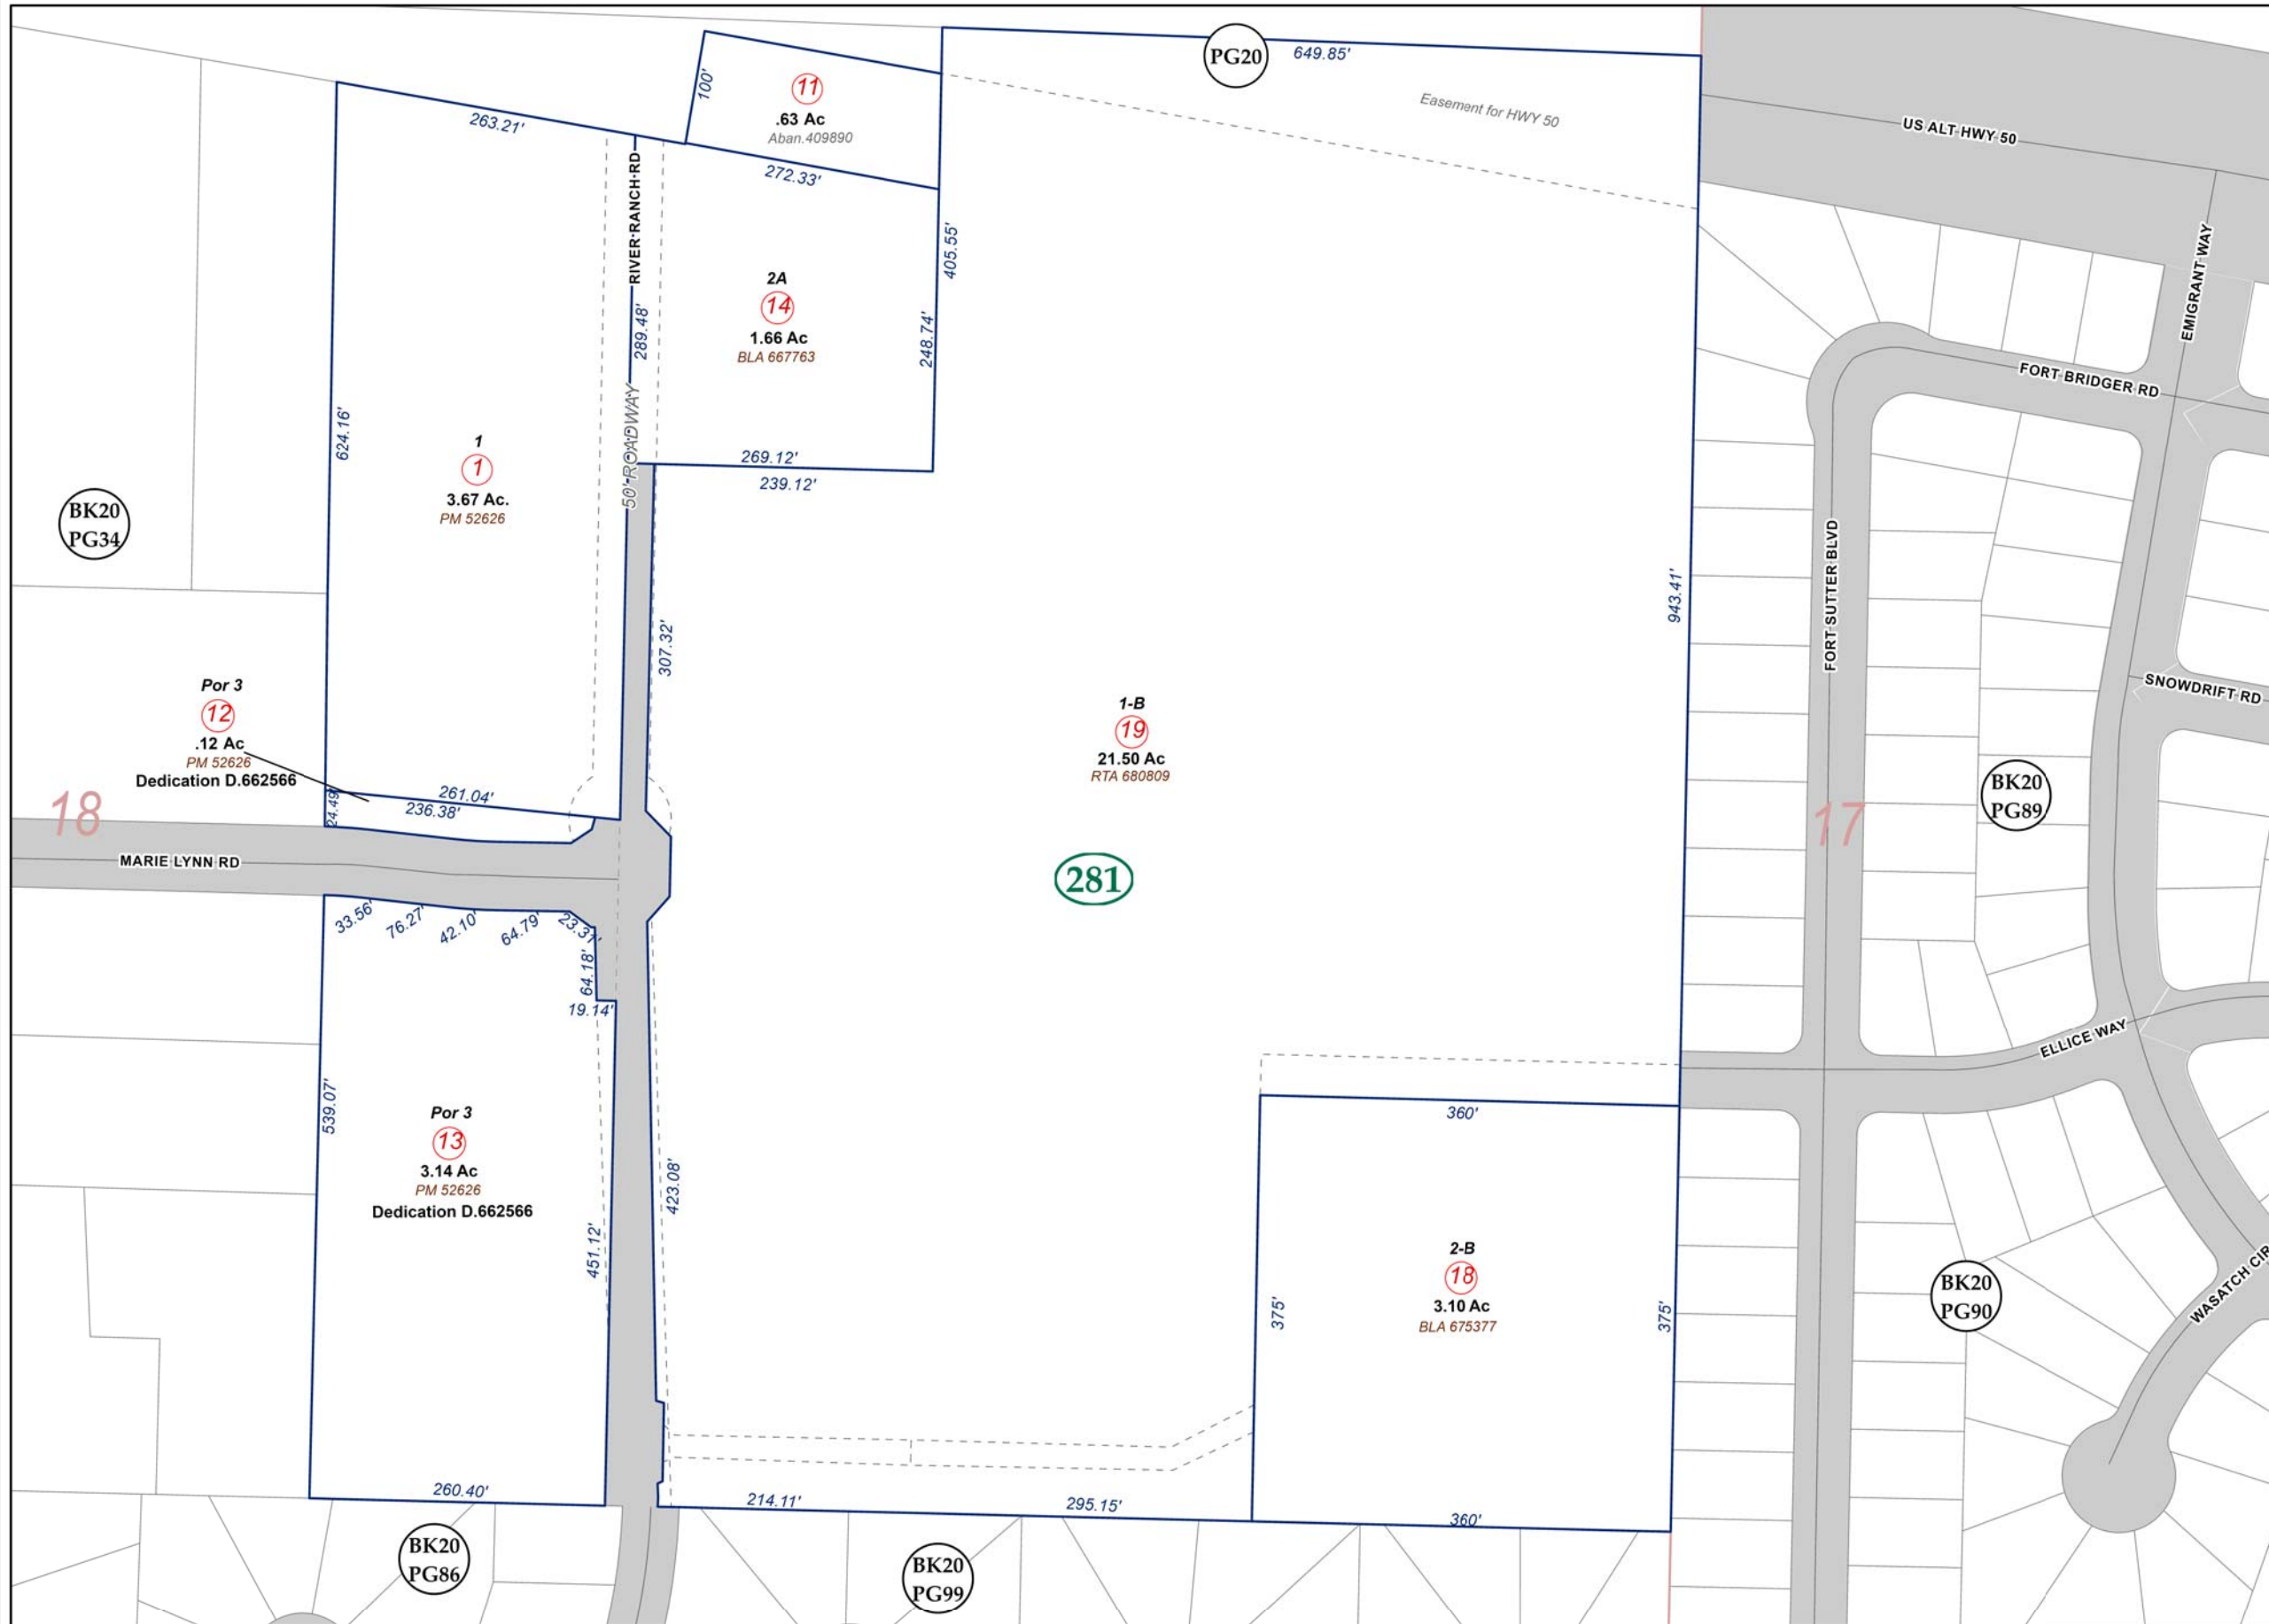 PG20
649.85'
Easement for HWY 50
US ALT HWY 50
100'
11
.63 Ac
Aban.409890
263.21'
272.33'
RIVER RANCH RD
289.48'
50' ROADWAY
2A
14
1.66 Ac
BLA 667763
405.55'
248.74'
269.12'
239.12'
EMIGRANT WAY
FORT BRIDGER RD
624.16'
1
1
3.67 Ac.
PM 52626
BK20
PG34
307.32'
943.41'
FORT SUTTER BLVD
SNOWDRIFT RD
Por 3
12
.12 Ac
PM 52626
Dedication D.662566
1-B
19
21.50 Ac
RTA 680809
18
24.49'
261.04'
236.38'
17
BK20
PG89
MARIE LYNN RD
281
33.56'
76.27'
42.10'
64.79'
23.37'
64.18'
19.14'
ELLICE WAY
539.07'
Por 3
13
3.14 Ac
PM 52626
Dedication D.662566
451.12'
423.08'
360'
375'
2-B
18
3.10 Ac
BLA 675377
375'
BK20
PG90
WASATCH CIR
260.40'
214.11'
295.15'
360'
BK20
PG86
BK20
PG99